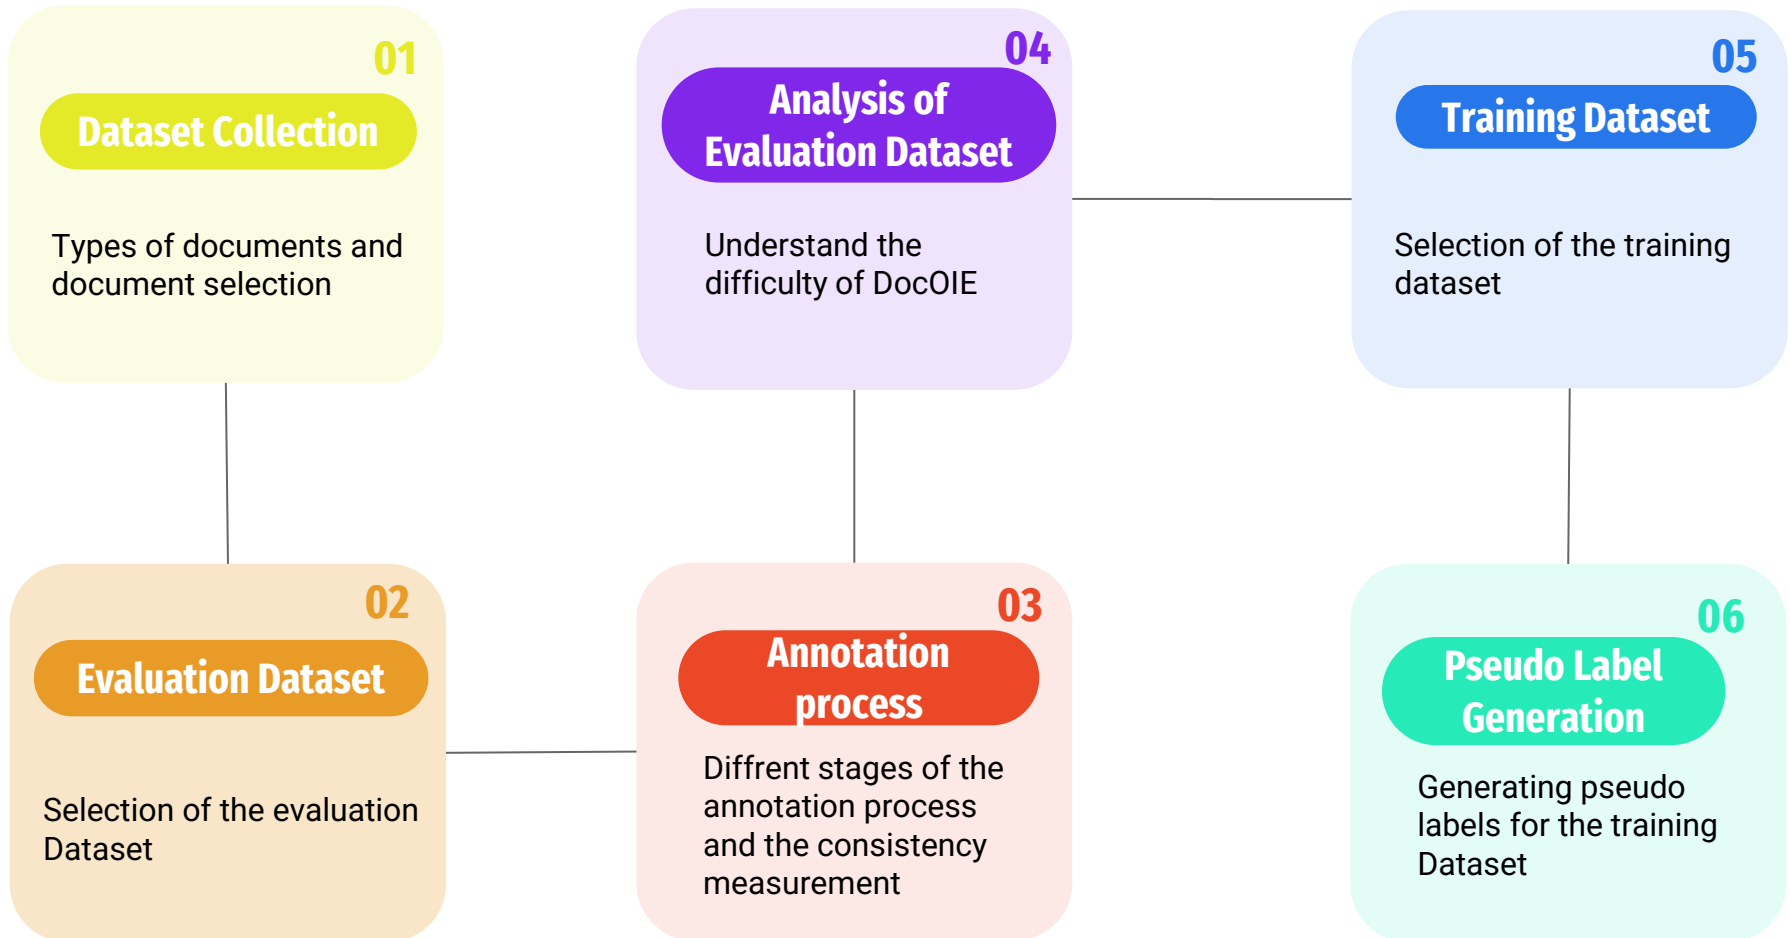 01
Dataset Collection
Types of documents and
document selection
02
Evaluation Dataset
Selection of the evaluation
Dataset
03
Annotation
process
Diffrent stages of the
annotation process
and the consistency
measurement
04
Analysis of
Evaluation Dataset
Understand the
difficulty of DocOIE
05
Training Dataset
Selection of the training
dataset
06
Pseudo Label
Generation
Generating pseudo
labels for the training
Dataset